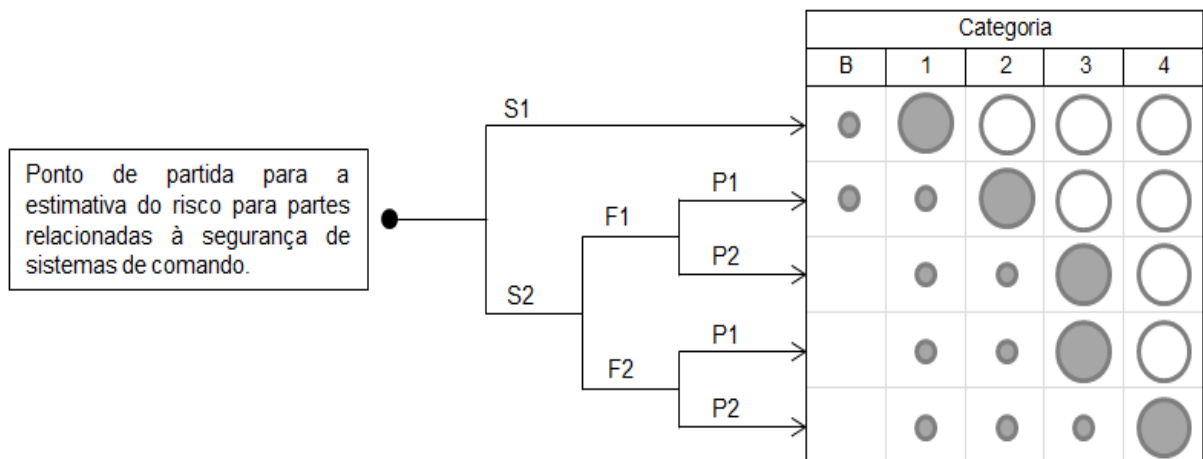 Categoria
B 1 2 3 4
S1
Ponto de partida para a
estimativa do risco para partes
relacionadas à segurança de
sistemas de comando.
P1
F1
P2
S2
P1
F2
P2